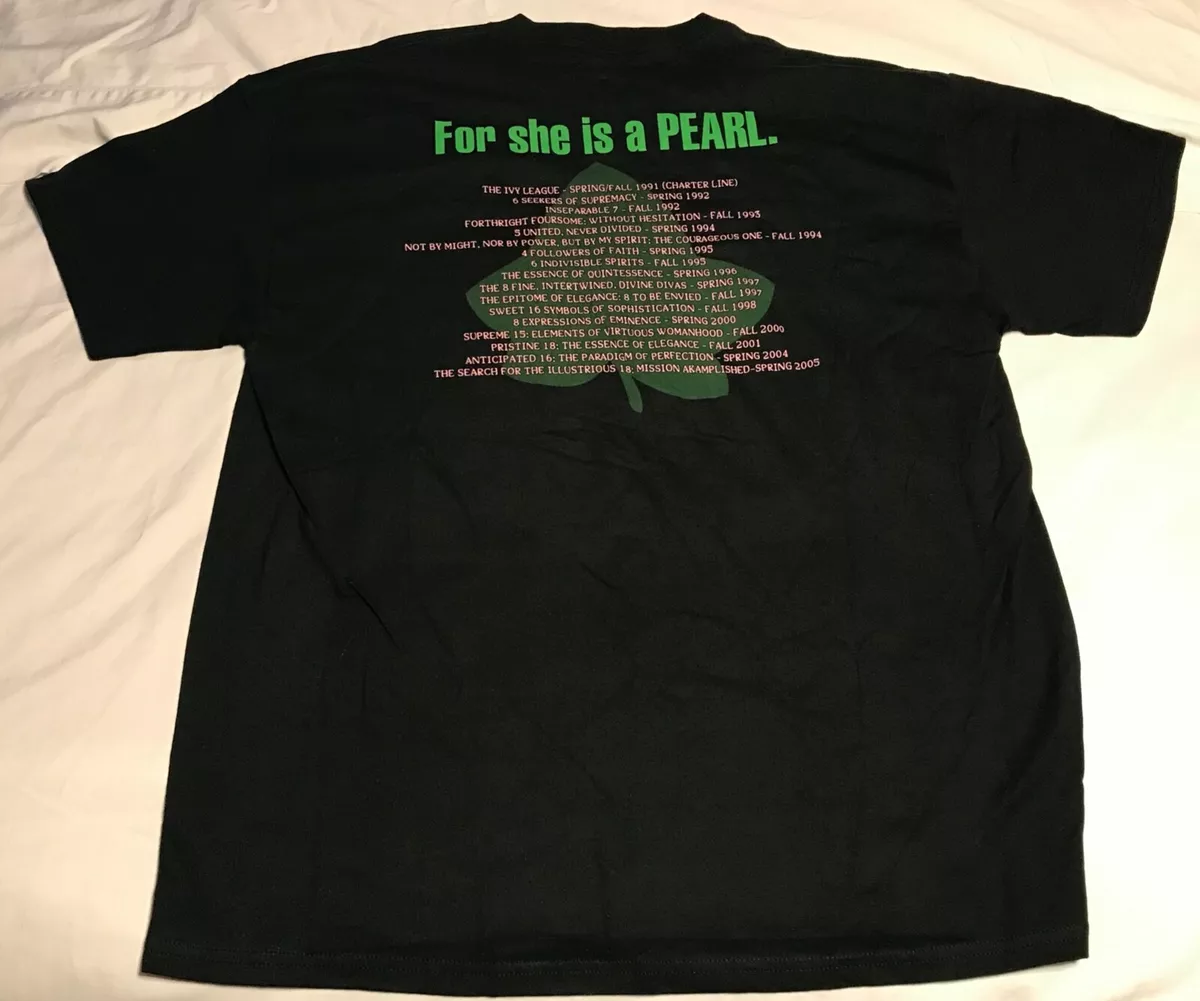 For she is a PEARL.
THE IVY LEAGUE - SPRING/FALL 1991 (CHARTER LINE)
6 SEEKERS OF SUPREMACY - SPRING 1992
INSEPARABLE 7 - FALL 1992
FORTHRIGHT FOURSOME: WITHOUT HESITATION - FALL 1993
5 UNITED, NEVER DIVIDED - SPRING 1994
NOT BY MIGHT, NOR BY POWER, BUT BY MY SPIRIT: THE COURAGEOUS ONE - FALL 1994
4 FOLLOWERS OF FAITH - SPRING 1995
6 INDIVISIBLE SPIRITS - FALL 1995
THE ESSENCE OF QUINTESSENCE - SPRING 1996
THE 8 FINE, INTERTWINED, DIVINE DIVAS - SPRING 1997
THE EPITOME OF ELEGANCE: 8 TO BE ENVIED - FALL 1997
SWEET 16 SYMBOLS OF SOPHISTICATION - FALL 1998
8 EXPRESSIONS OF EMINENCE - SPRING 2000
SUPREME 15: ELEMENTS OF VIRTUOUS WOMANHOOD - FALL 2000
PRISTINE 18: THE ESSENCE OF ELEGANCE - FALL 2001
ANTICIPATED 16: THE PARADIGM OF PERFECTION - SPRING 2004
THE SEARCH FOR THE ILLUSTRIOUS 18: MISSION AKAMPLISHED-SPRING 2005